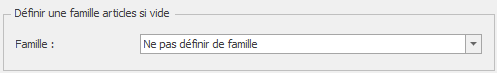 Définir une famille articles si vide
Famille : Ne pas définir de famille